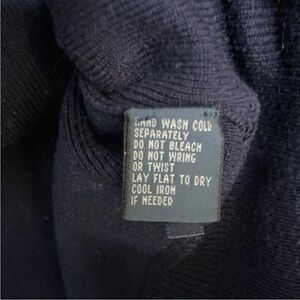 HAND WASH COLD
SEPARATELY
DO NOT BLEACH
DO NOT WRING
OR TWIST
LAY FLAT TO DRY
COOL IRON
IF NEEDED